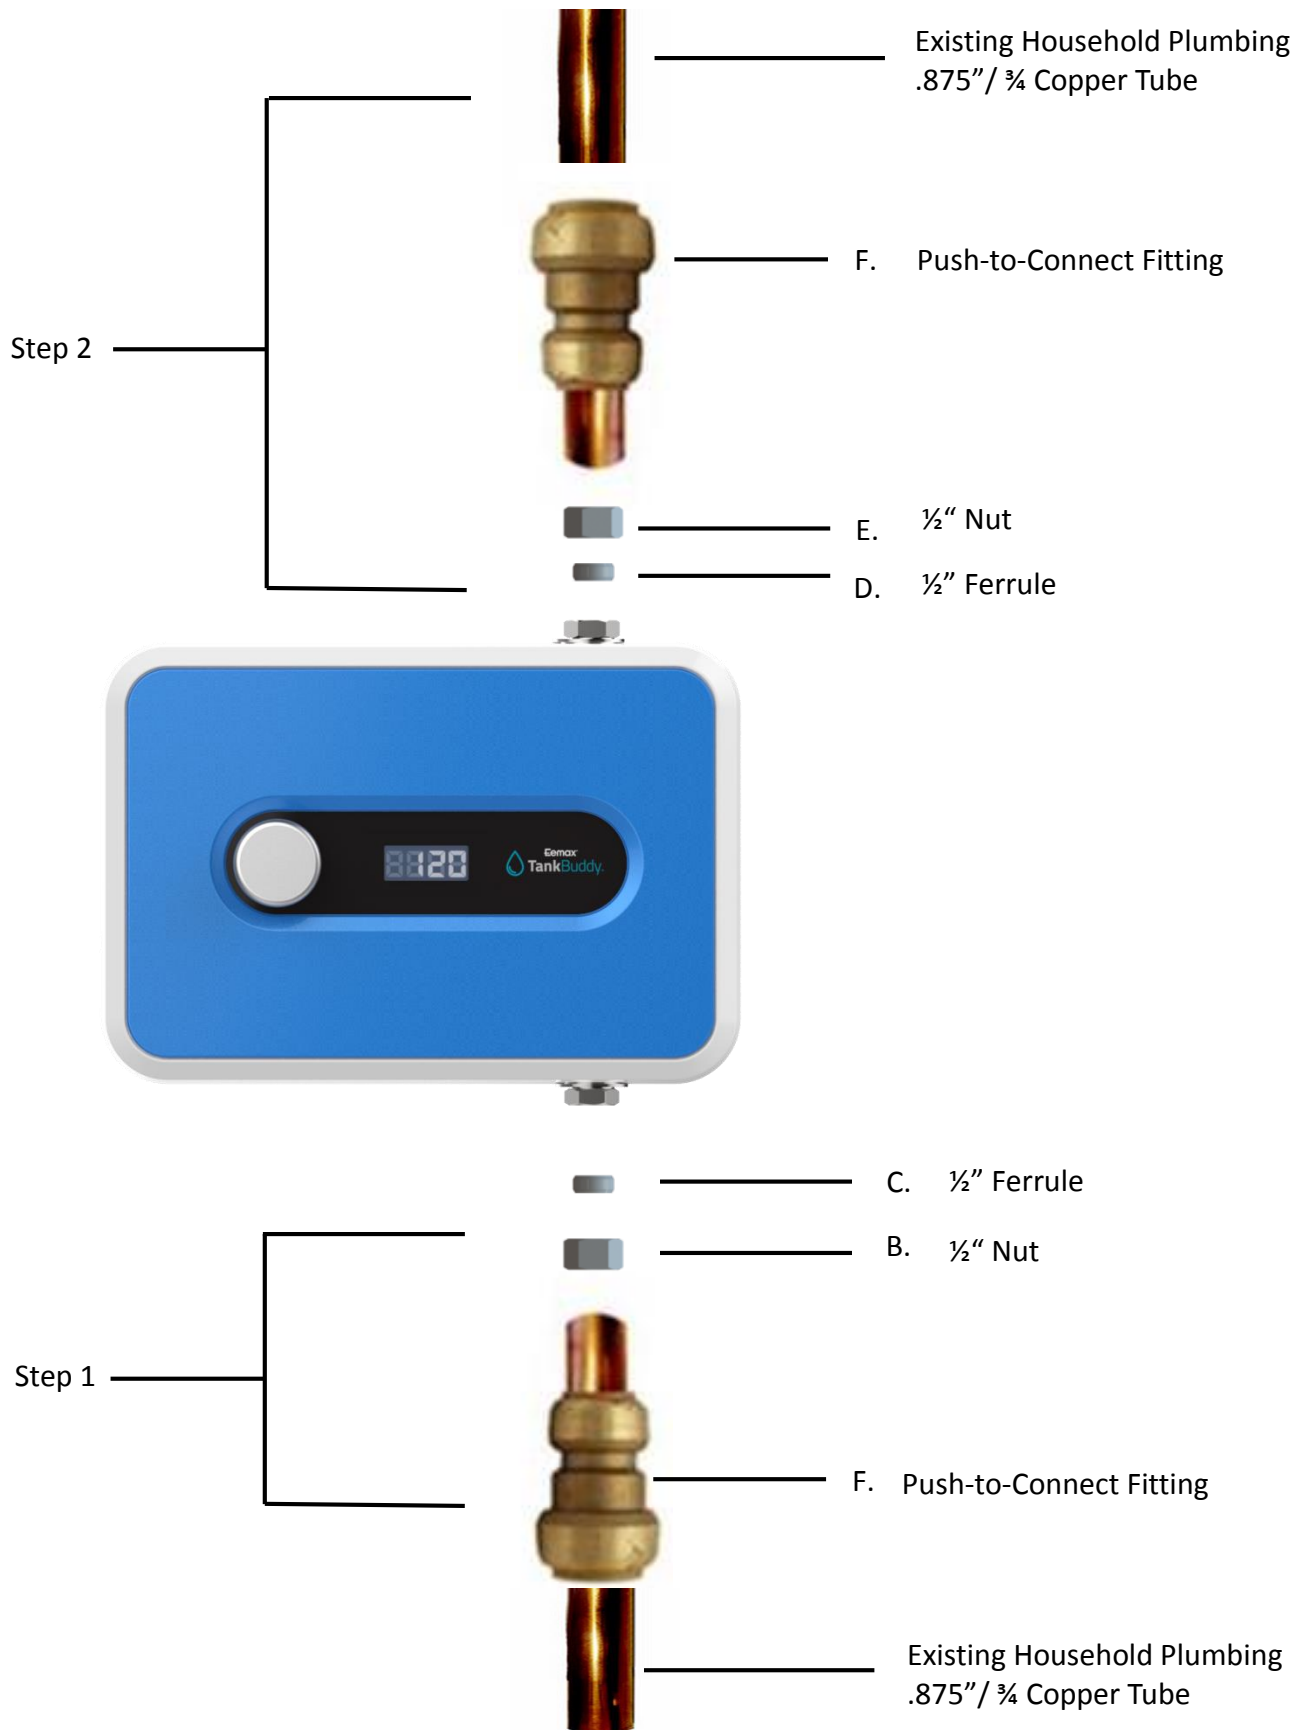 Existing Household Plumbing
.875”/ ¾ Copper Tube
F. Push-to-Connect Fitting
Step 2
E. ½“ Nut
D. ½” Ferrule
120
Eemax
TankBuddy.
C. ½” Ferrule
B. ½“ Nut
Step 1
F. Push-to-Connect Fitting
Existing Household Plumbing
.875”/ ¾ Copper Tube